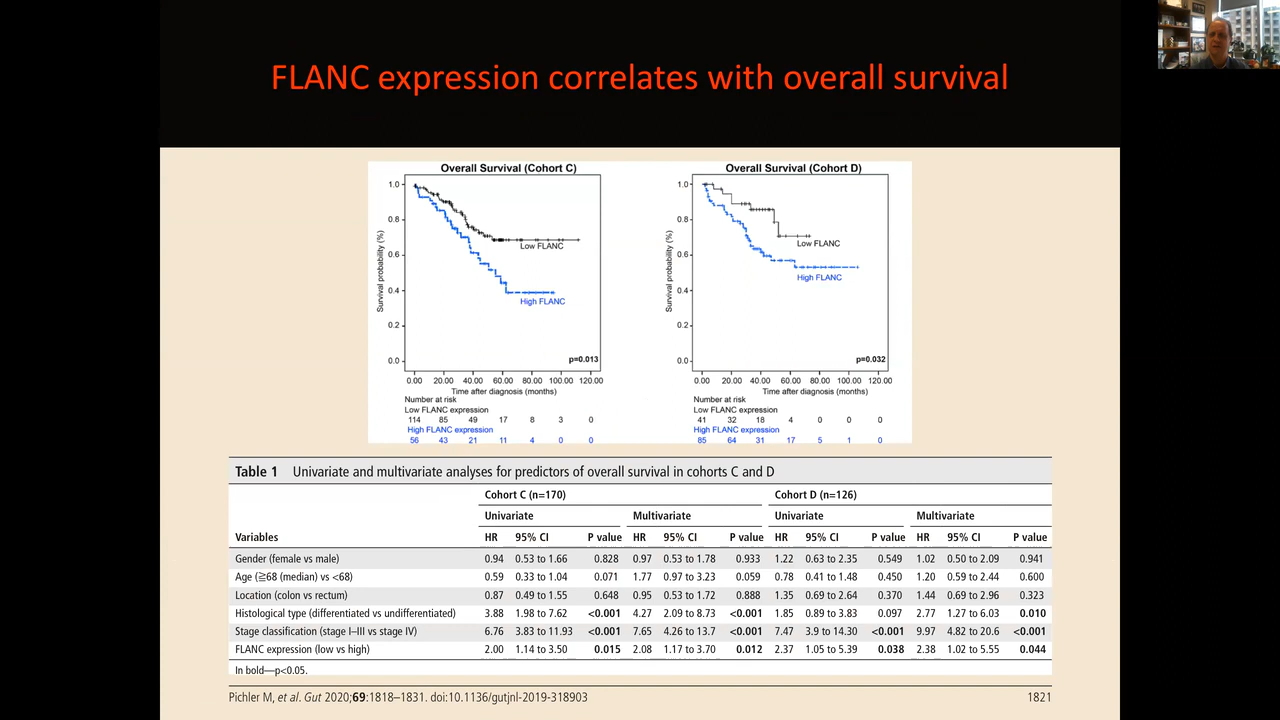 FLANC expression correlates with overall survival
Overall Survival (Cohort C)
1.0
0.8
0.6
0.4
0.2
0.0
Survival probability (%)
Low FLANC
High FLANC
p=0.013
0.00 20.00 40.00 60.00 80.00 100.00 120.00
Time after diagnosis (months)
Number at risk
Low FLANC expression
114 85 49 17 8 3 0
High FLANC expression
56 43 21 11 4 0 0
Overall Survival (Cohort D)
1.0
0.8
0.6
0.4
0.2
0.0
Survival probability (%)
Low FLANC
High FLANC
p=0.032
0.00 20.00 40.00 60.00 80.00 100.00 120.00
Time after diagnosis (months)
Number at risk
Low FLANC expression
41 32 18 4 0 0 0
High FLANC expression
85 64 31 17 5 1 0
Table 1 Univariate and multivariate analyses for predictors of overall survival in cohorts C and D
Cohort C (n=170) Cohort D (n=126)
Univariate Multivariate Univariate Multivariate
Variables HR 95% CI P value HR 95% CI P value HR 95% CI P value HR 95% CI P value
Gender (female vs male) 0.94 0.53 to 1.66 0.828 0.97 0.53 to 1.78 0.933 1.22 0.63 to 2.35 0.549 1.02 0.50 to 2.09 0.941
Age (≧68 (median) vs <68) 0.59 0.33 to 1.04 0.071 1.77 0.97 to 3.23 0.059 0.78 0.41 to 1.48 0.450 1.20 0.59 to 2.44 0.600
Location (colon vs rectum) 0.87 0.49 to 1.55 0.648 0.95 0.53 to 1.72 0.888 1.35 0.69 to 2.64 0.370 1.44 0.69 to 2.96 0.323
Histological type (differentiated vs undifferentiated) 3.88 1.98 to 7.62 <0.001 4.27 2.09 to 8.73 <0.001 1.85 0.89 to 3.83 0.097 2.77 1.27 to 6.03 0.010
Stage classification (stage I–III vs stage IV) 6.76 3.83 to 11.93 <0.001 7.65 4.26 to 13.7 <0.001 7.47 3.9 to 14.30 <0.001 9.97 4.82 to 20.6 <0.001
FLANC expression (low vs high) 2.00 1.14 to 3.50 0.015 2.08 1.17 to 3.70 0.012 2.37 1.05 to 5.39 0.038 2.38 1.02 to 5.55 0.044
In bold—p<0.05.
Pichler M, et al. Gut 2020;69:1818–1831. doi:10.1136/gutjnl-2019-318903 1821